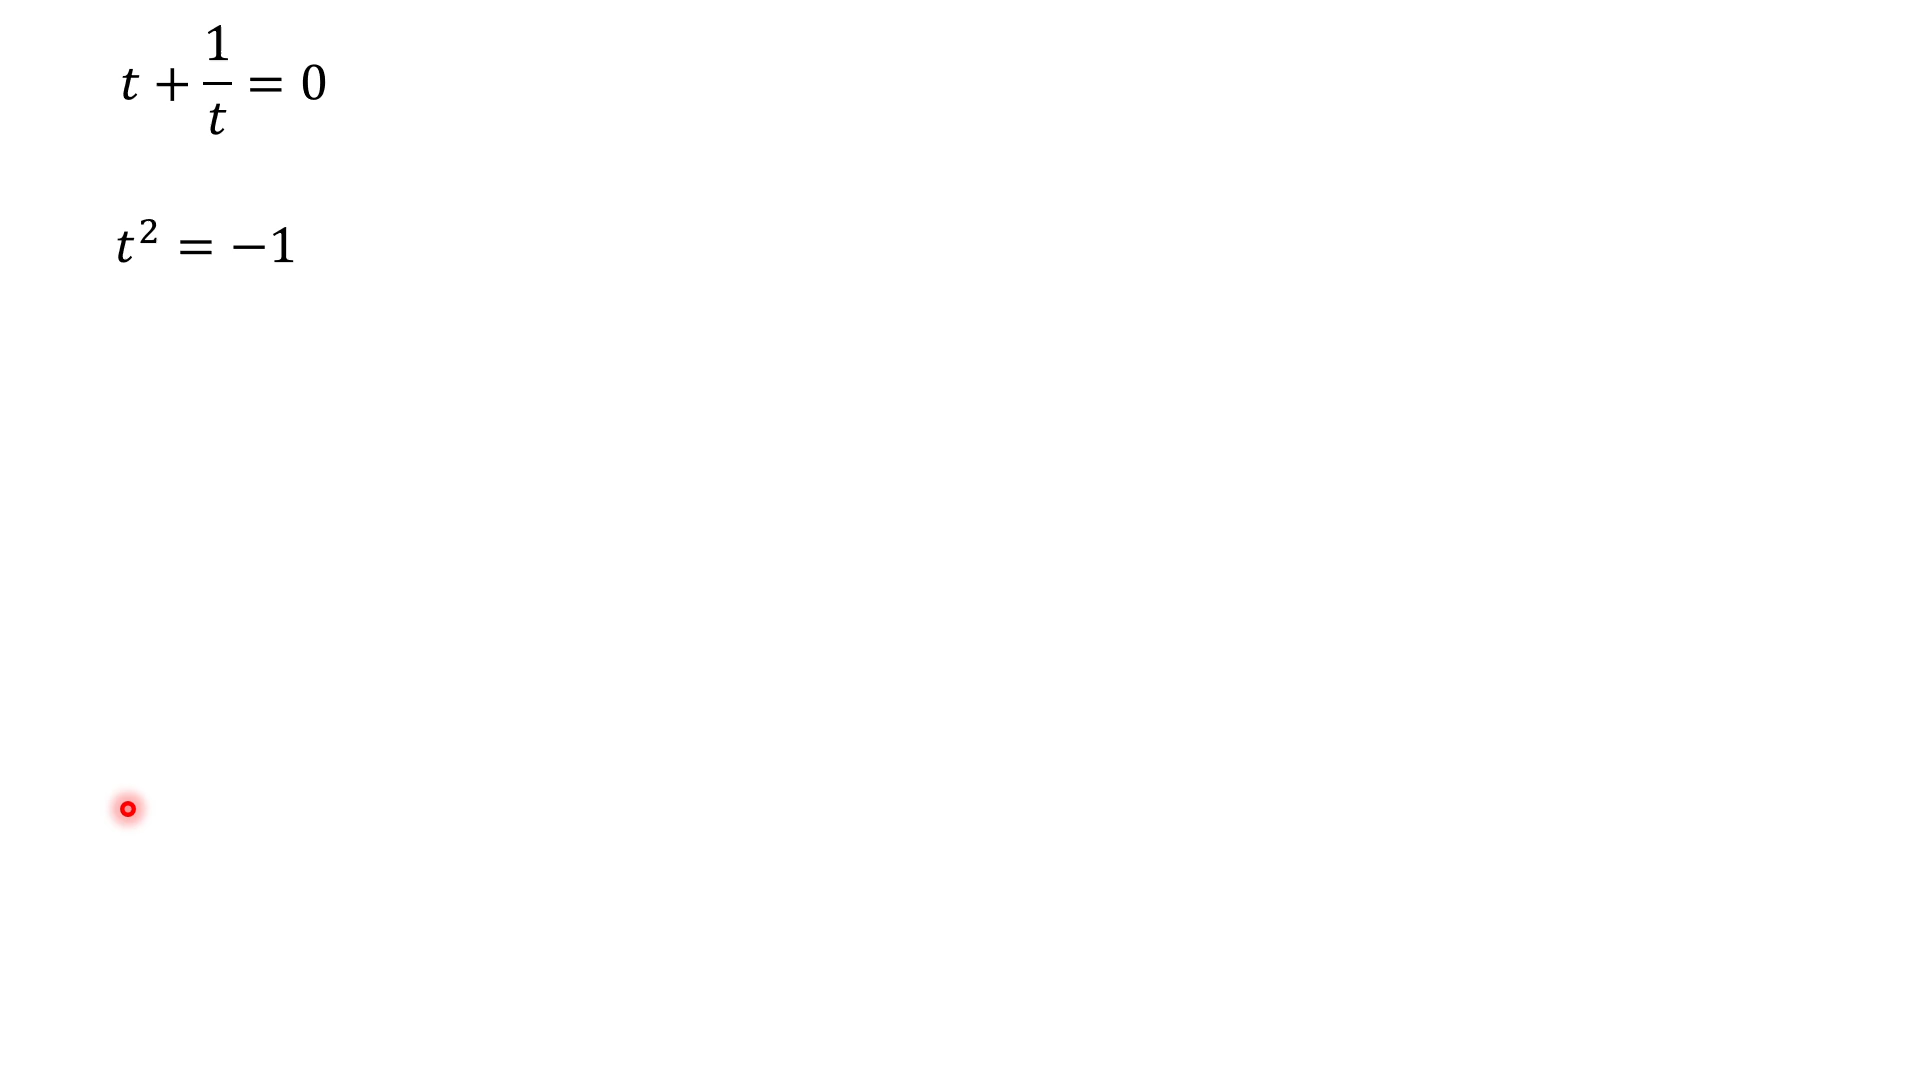 t + 1/t = 0
t² = −1